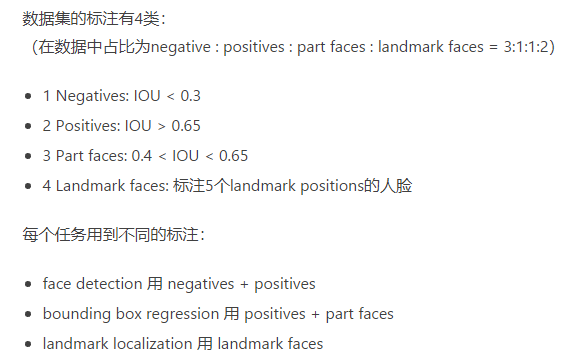 数据集的标注有4类：
（在数据中占比为negative : positives : part faces : landmark faces = 3:1:1:2）
1 Negatives: IOU < 0.3
2 Positives: IOU > 0.65
3 Part faces: 0.4 < IOU < 0.65
4 Landmark faces: 标注5个landmark positions的人脸
每个任务用到不同的标注：
face detection 用 negatives + positives
bounding box regression 用 positives + part faces
landmark localization 用 landmark faces